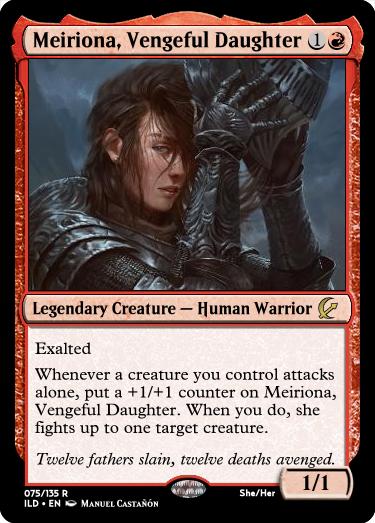 Meiriona, Vengeful Daughter 1
Legendary Creature — Human Warrior
Exalted
Whenever a creature you control attacks
alone, put a +1/+1 counter on Meiriona,
Vengeful Daughter. When you do, she
fights up to one target creature.
Twelve fathers slain, twelve deaths avenged.
1/1
075/135 R
She/Her
ILD • EN Manuel Castañón